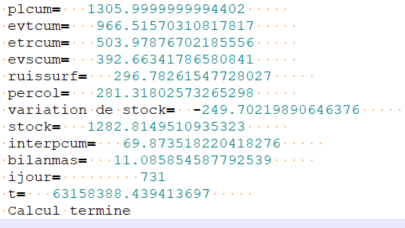 plcum= 1305.9999999994402
evtcum= 966.51570310817817
etrcum= 503.97876702185556
evscum= 392.66341786580841
ruissurf= 296.78261547728027
percol= 281.31802573265298
variation de stock= -249.70219890646376
stock= 1282.8149510935323
interpcum= 69.873518220418276
bilanmas= 11.085854587792539
ijour= 731
t= 63158388.439413697
Calcul termine